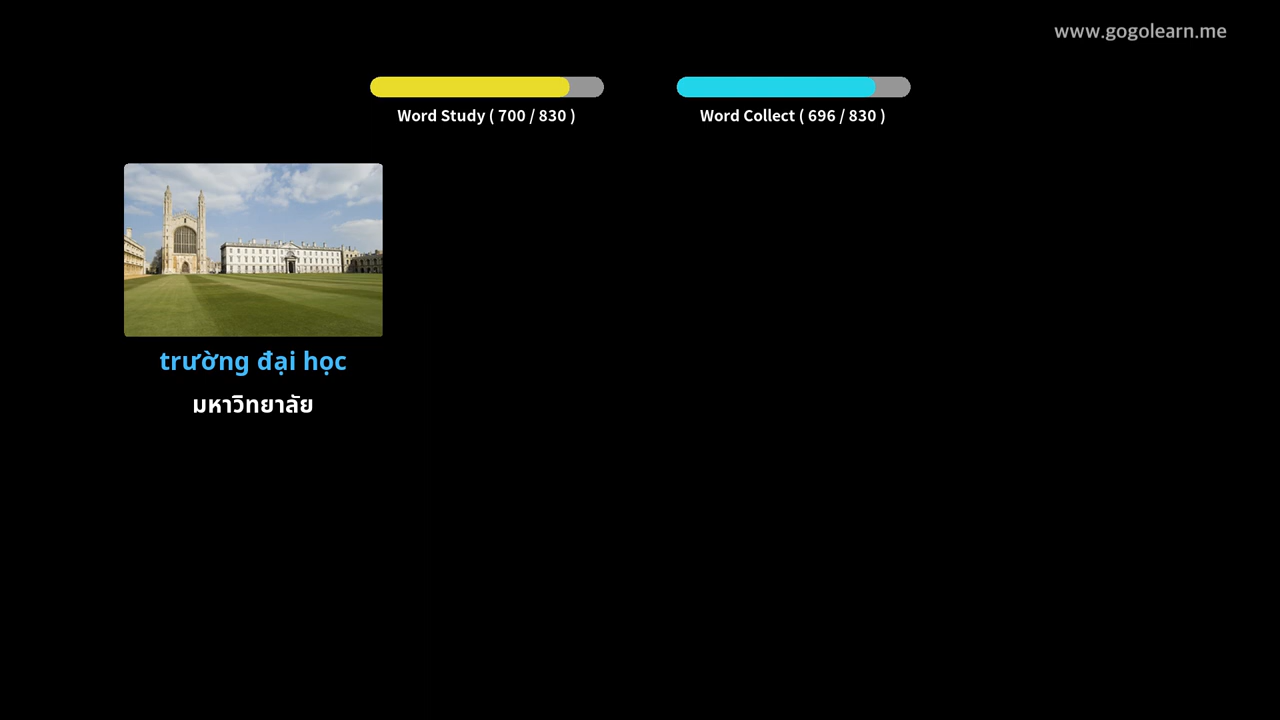 www.gogolearn.me
Word Study ( 700 / 830 )
Word Collect ( 696 / 830 )
trường đại học
มหาวิทยาลัย